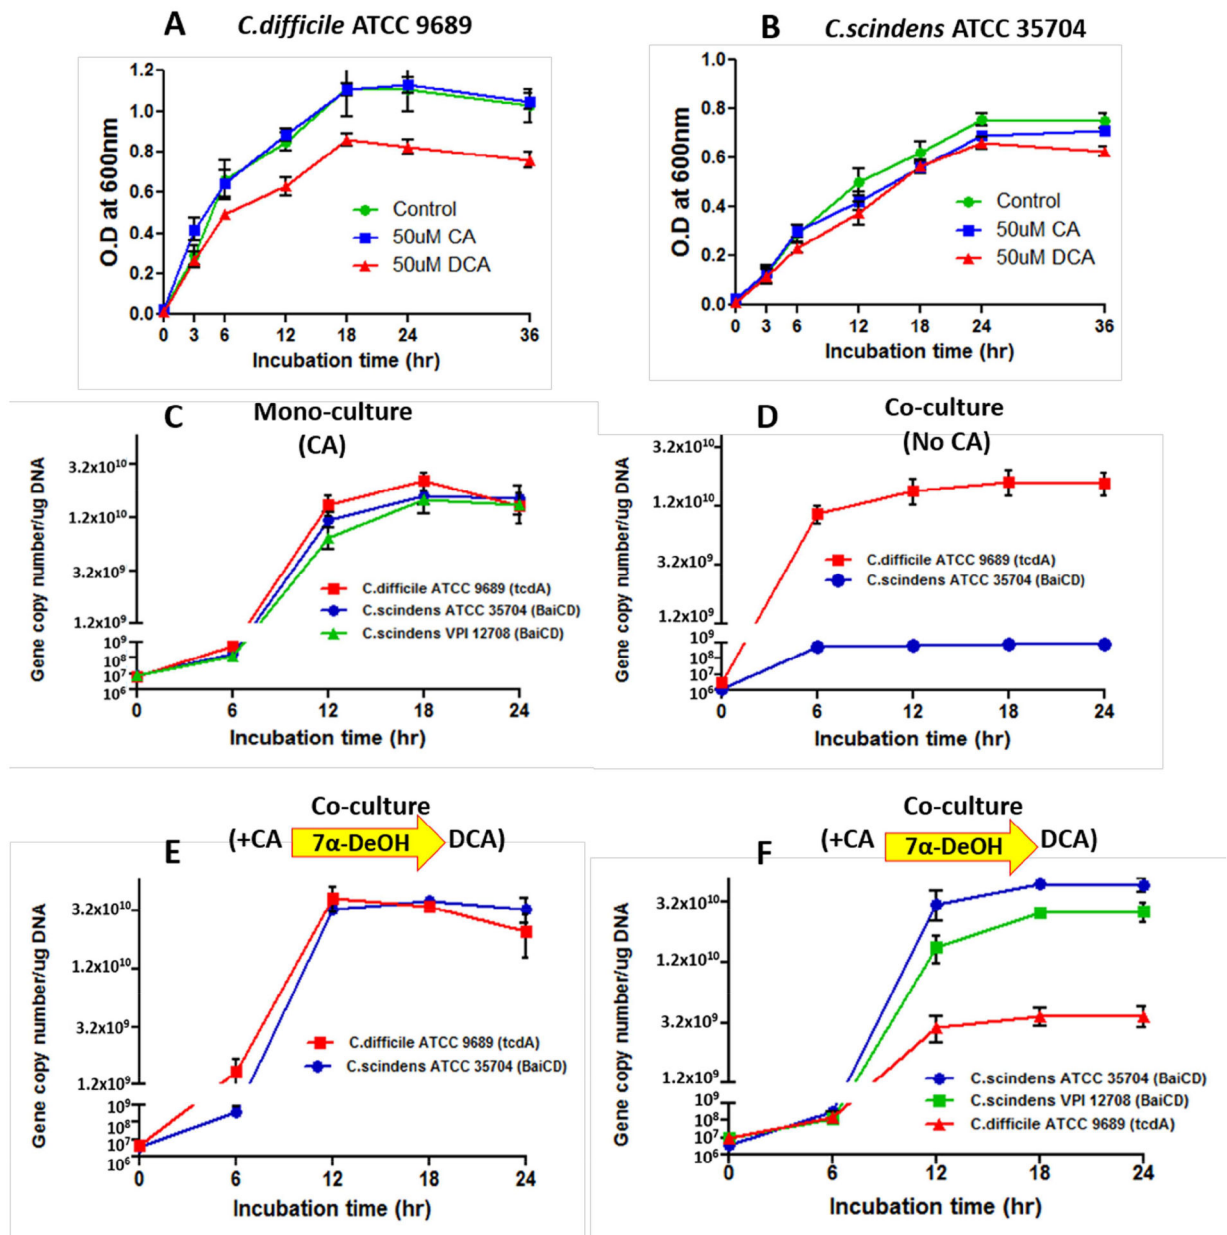 A C.difficile ATCC 9689
O.D at 600nm
1.2
1.0
0.8
0.6
0.4
0.2
0.0
Control
50uM CA
50uM DCA
0 3 6 12 18 24 36
Incubation time (hr)
B C.scindens ATCC 35704
O.D at 600nm
0.8
0.6
0.4
0.2
0.0
Control
50uM CA
50uM DCA
0 3 6 12 18 24 36
Incubation time (hr)
C Mono-culture
(CA)
Gene copy number/ug DNA
3.2x10¹⁰
1.2x10¹⁰
3.2x10⁹
1.2x10⁹
10⁹
10⁸
10⁷
10⁶
C.difficile ATCC 9689 (tcdA)
C.scindens ATCC 35704 (BaiCD)
C.scindens VPI 12708 (BaiCD)
0 6 12 18 24
Incubation time (hr)
D Co-culture
(No CA)
Gene copy number/ug DNA
3.2x10¹⁰
1.2x10¹⁰
3.2x10⁹
1.2x10⁹
10⁹
10⁸
10⁷
10⁶
C.difficile ATCC 9689 (tcdA)
C.scindens ATCC 35704 (BaiCD)
0 6 12 18 24
Incubation time (hr)
Co-culture
E (+CA 7α-DeOH DCA)
Gene copy number/ug DNA
3.2x10¹⁰
1.2x10¹⁰
3.2x10⁹
1.2x10⁹
10⁹
10⁸
10⁷
10⁶
C.difficile ATCC 9689 (tcdA)
C.scindens ATCC 35704 (BaiCD)
0 6 12 18 24
Incubation time (hr)
Co-culture
F (+CA 7α-DeOH DCA)
Gene copy number/ug DNA
3.2x10¹⁰
1.2x10¹⁰
3.2x10⁹
1.2x10⁹
10⁹
10⁸
10⁷
10⁶
C.scindens ATCC 35704 (BaiCD)
C.scindens VPI 12708 (BaiCD)
C.difficile ATCC 9689 (tcdA)
0 6 12 18 24
Incubation time (hr)